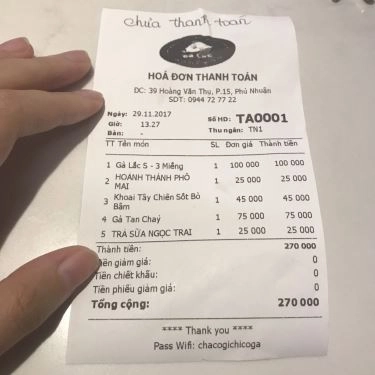 chưa thanh toán
HOÁ ĐƠN THANH TOÁN
DC: 39 Hoàng Văn Thụ, P.15, Phú Nhuận
SDT: 0944 72 77 22
Ngày: 29.11.2017 Số HD: TA0001
Giờ: 13.27 Thu ngân: TN1
Bàn: -
TT Tên món SL Đơn giá Thành tiền
1 Gà Lắc 5 - 3 Miếng 1 100 000 100 000
2 HOÀNH THÁNH PHÔ MAI 1 25 000 25 000
3 Khoai Tây Chiên Sốt Bò Bằm 1 45 000 45 000
4 Gà Tan Chảy 1 75 000 75 000
5 TRÀ SỮA NGỌC TRAI 1 25 000 25 000
Thành tiền: 270 000
Tiền giảm giá: 0
Tiền chiết khấu: 0
Tiền phiếu giảm giá: 0
Tổng cộng: 270 000
**** Thank you ****
Pass Wifi: chacogichicoga